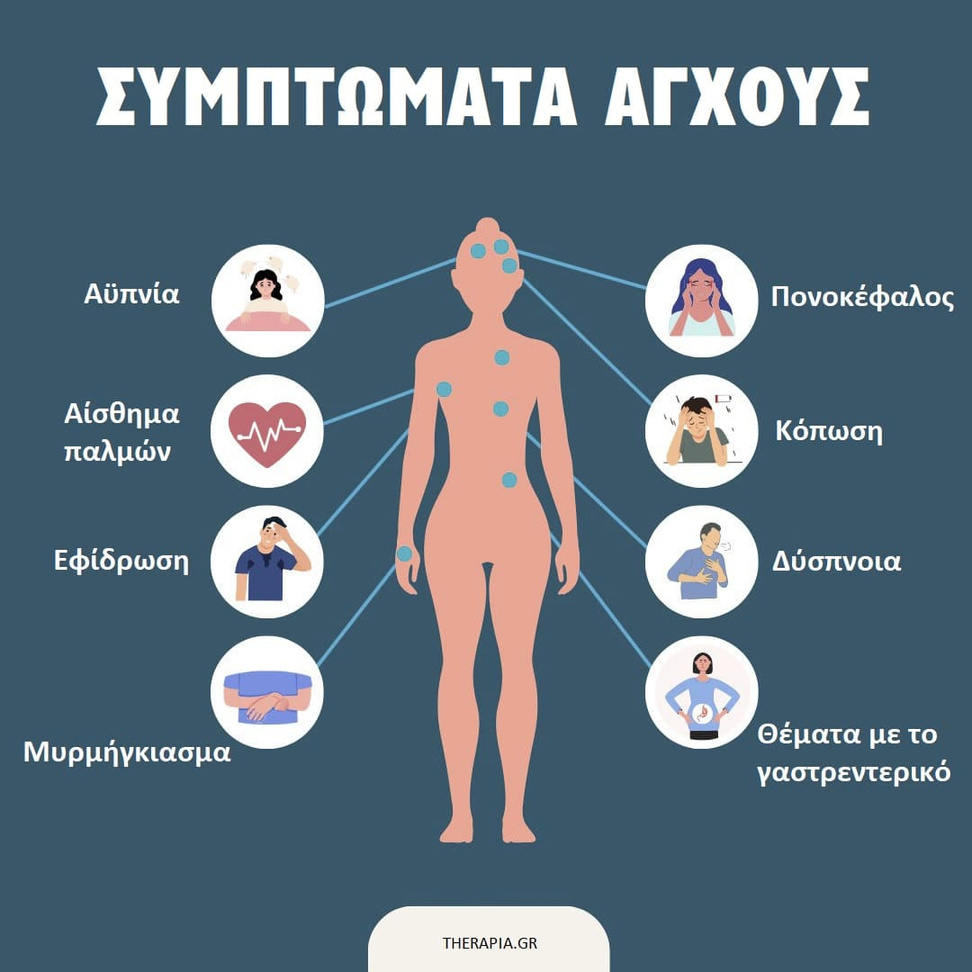 ΣΥΜΠΤΩΜΑΤΑ ΑΓΧΟΥΣ
Αϋπνία
Αίσθημα
παλμών
Εφίδρωση
Μυρμήγκιασμα
Πονοκέφαλος
Κόπωση
Δύσπνοια
Θέματα με το
γαστρεντερικό
THERAPIA.GR